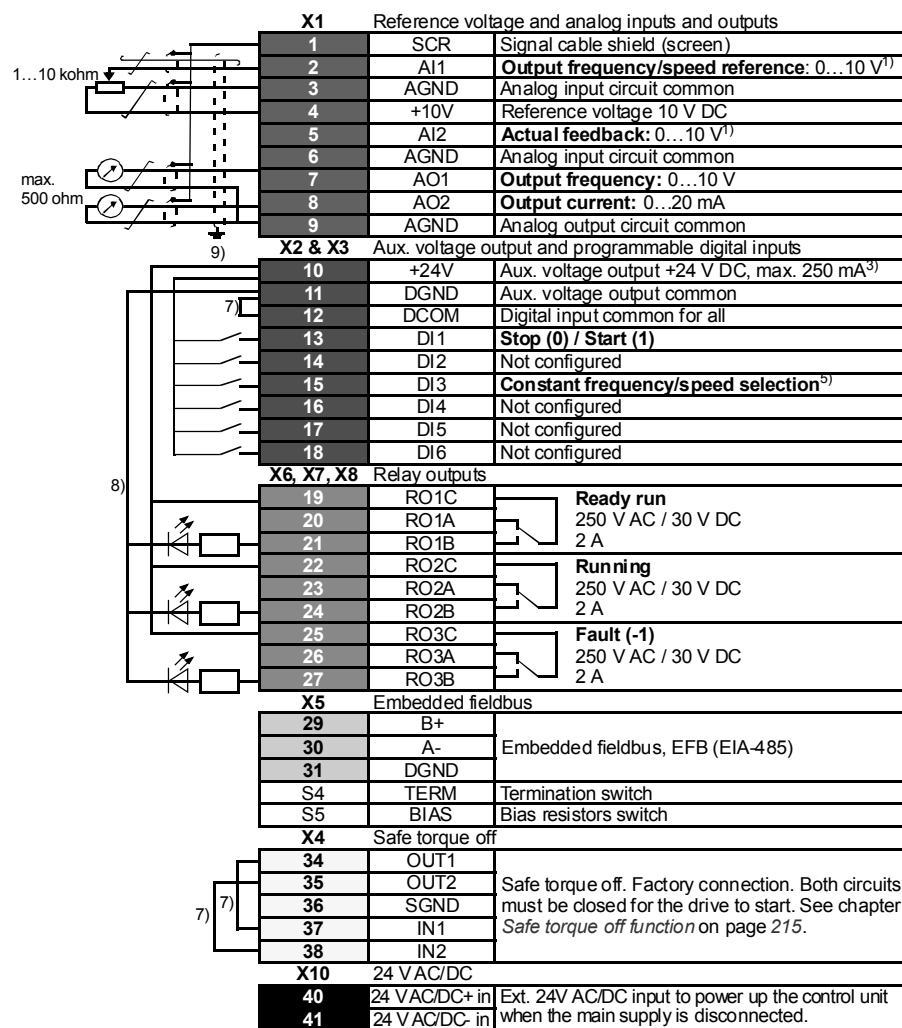 X1 Reference voltage and analog inputs and outputs
1 SCR Signal cable shield (screen)
1…10 kohm
2 AI1 Output frequency/speed reference: 0…10 V1)
3 AGND Analog input circuit common
4 +10V Reference voltage 10 V DC
5 AI2 Actual feedback: 0…10 V1)
6 AGND Analog input circuit common
max.
500 ohm
7 AO1 Output frequency: 0…10 V
8 AO2 Output current: 0…20 mA
9 AGND Analog output circuit common
9)
X2 & X3 Aux. voltage output and programmable digital inputs
10 +24V Aux. voltage output +24 V DC, max. 250 mA3)
11 DGND Aux. voltage output common
7)
12 DCOM Digital input common for all
13 DI1 Stop (0) / Start (1)
14 DI2 Not configured
15 DI3 Constant frequency/speed selection5)
16 DI4 Not configured
17 DI5 Not configured
18 DI6 Not configured
8)
X6, X7, X8 Relay outputs
19 RO1C Ready run
20 RO1A 250 V AC / 30 V DC
21 RO1B 2 A
22 RO2C Running
23 RO2A 250 V AC / 30 V DC
24 RO2B 2 A
25 RO3C Fault (-1)
26 RO3A 250 V AC / 30 V DC
27 RO3B 2 A
X5 Embedded fieldbus
29 B+
30 A- Embedded fieldbus, EFB (EIA-485)
31 DGND
S4 TERM Termination switch
S5 BIAS Bias resistors switch
X4 Safe torque off
34 OUT1
35 OUT2 Safe torque off. Factory connection. Both circuits
36 SGND must be closed for the drive to start. See chapter
7) 7)
37 IN1 Safe torque off function on page 215.
38 IN2
X10 24 V AC/DC
40 24 V AC/DC+ in Ext. 24V AC/DC input to power up the control unit
41 24 V AC/DC- in when the main supply is disconnected.